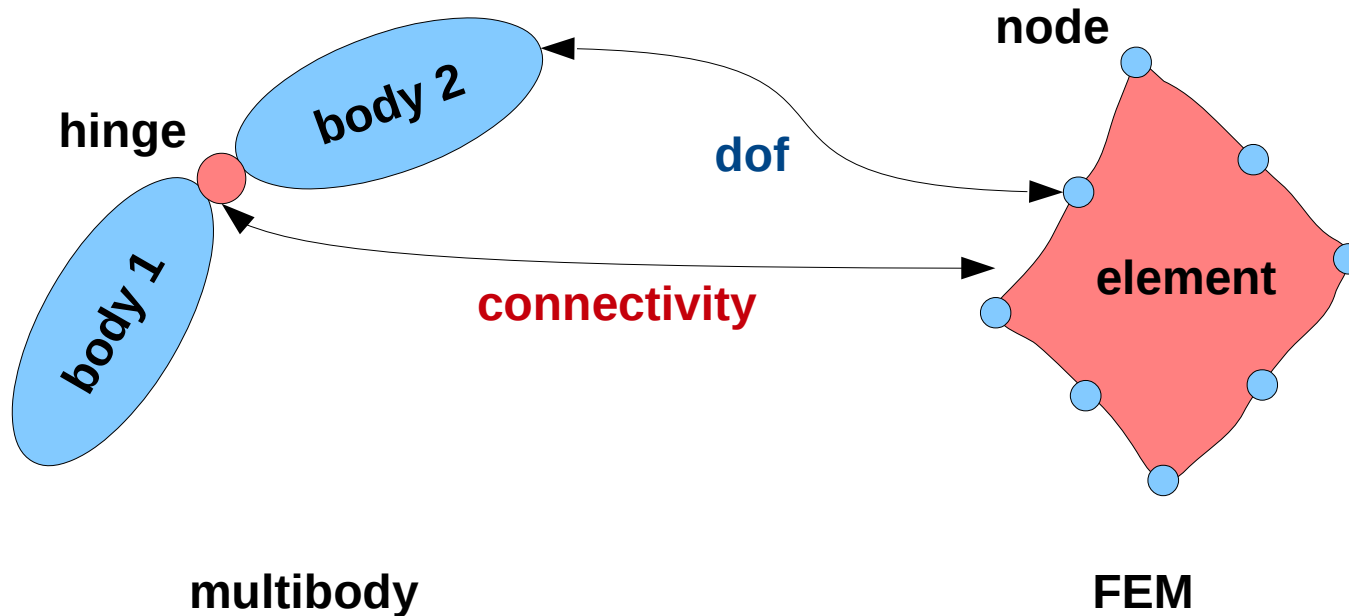 node
body 2
hinge
dof
body 1
element
connectivity
multibody
FEM